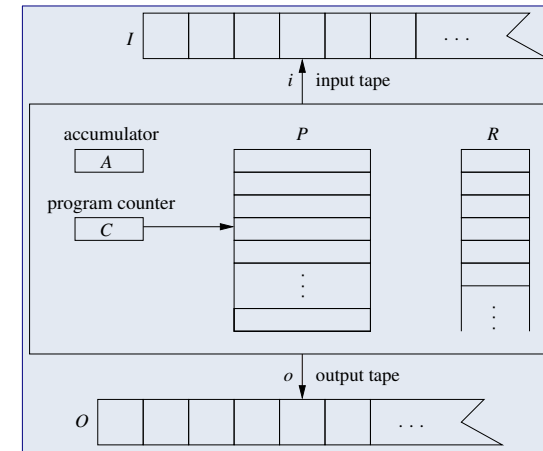 I ...
i input tape
accumulator P R
A
program counter
C
o output tape
O ...